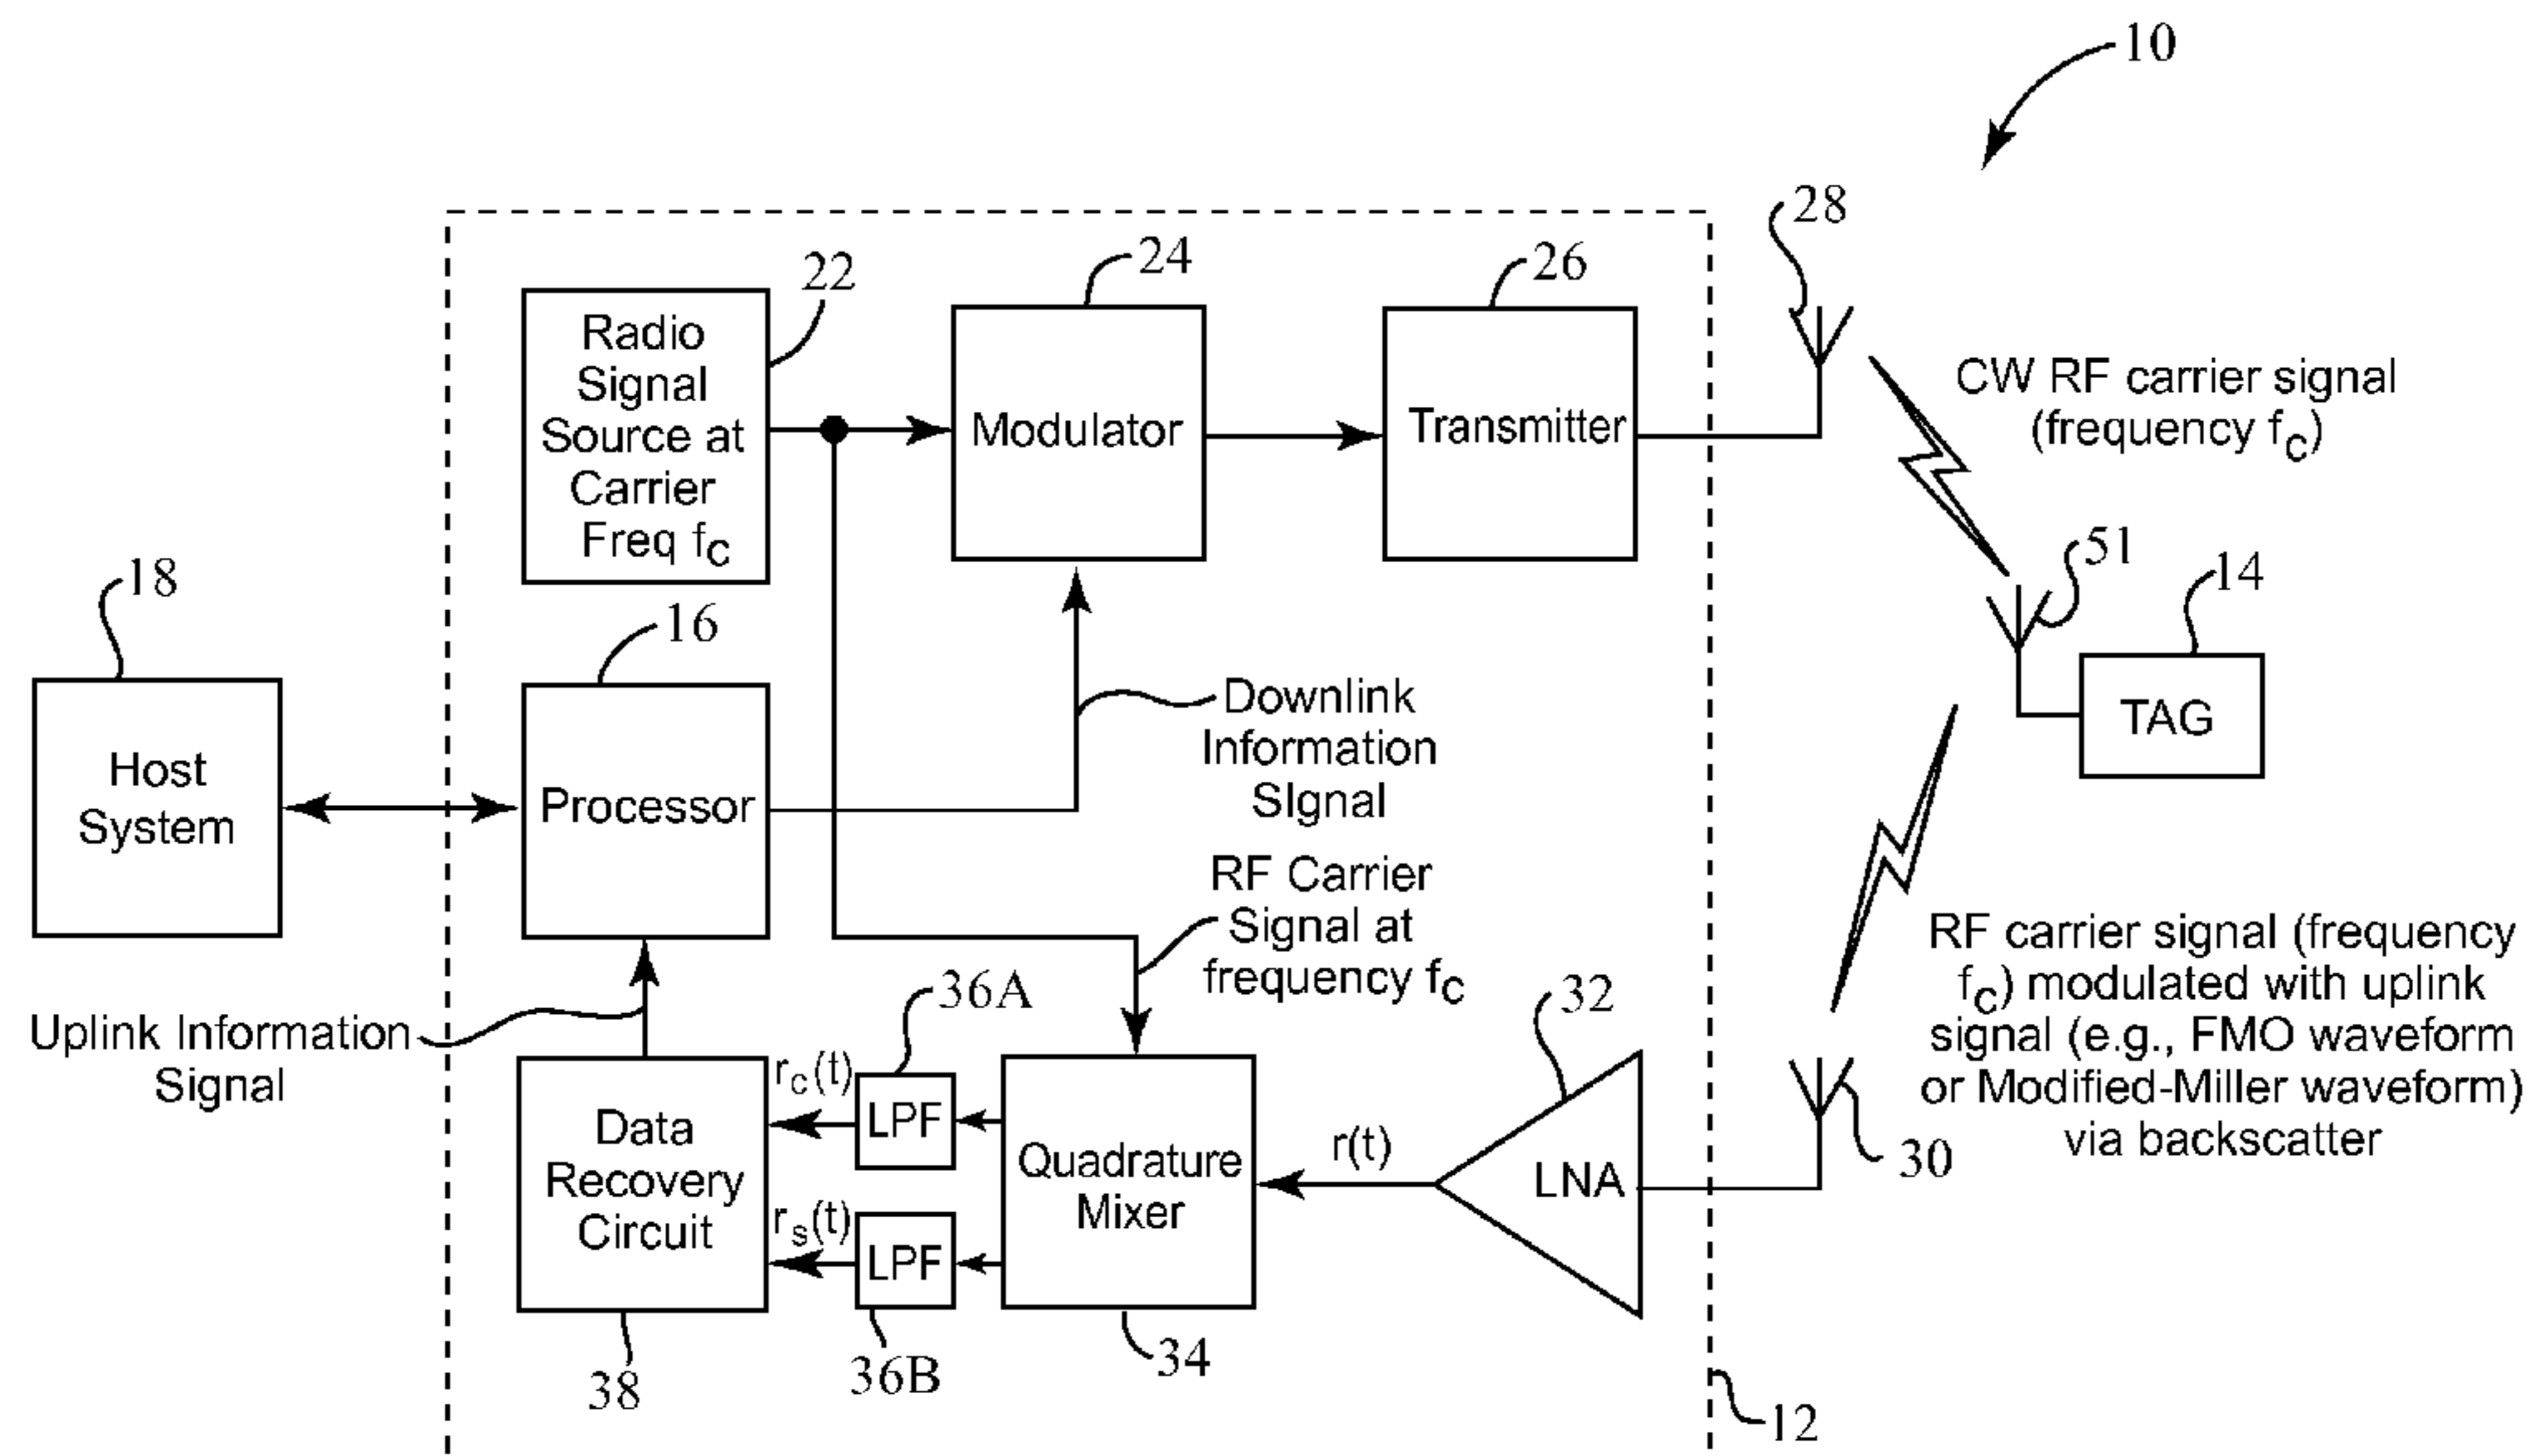 10
28
22
24
26
Radio
Signal
Source at
Carrier
Freq fc
Modulator
Transmitter
CW RF carrier signal
(frequency fc)
51
14
TAG
18
16
Host
System
Processor
Downlink
Information
SIgnal
RF Carrier
Signal at
frequency fc
RF carrier signal (frequency
fc) modulated with uplink
signal (e.g., FMO waveform
or Modified-Miller waveform)
via backscatter
30
32
36A
Uplink Information
Signal
Data
Recovery
Circuit
rc(t)
LPF
rs(t)
LPF
Quadrature
Mixer
r(t)
LNA
38
36B
34
12